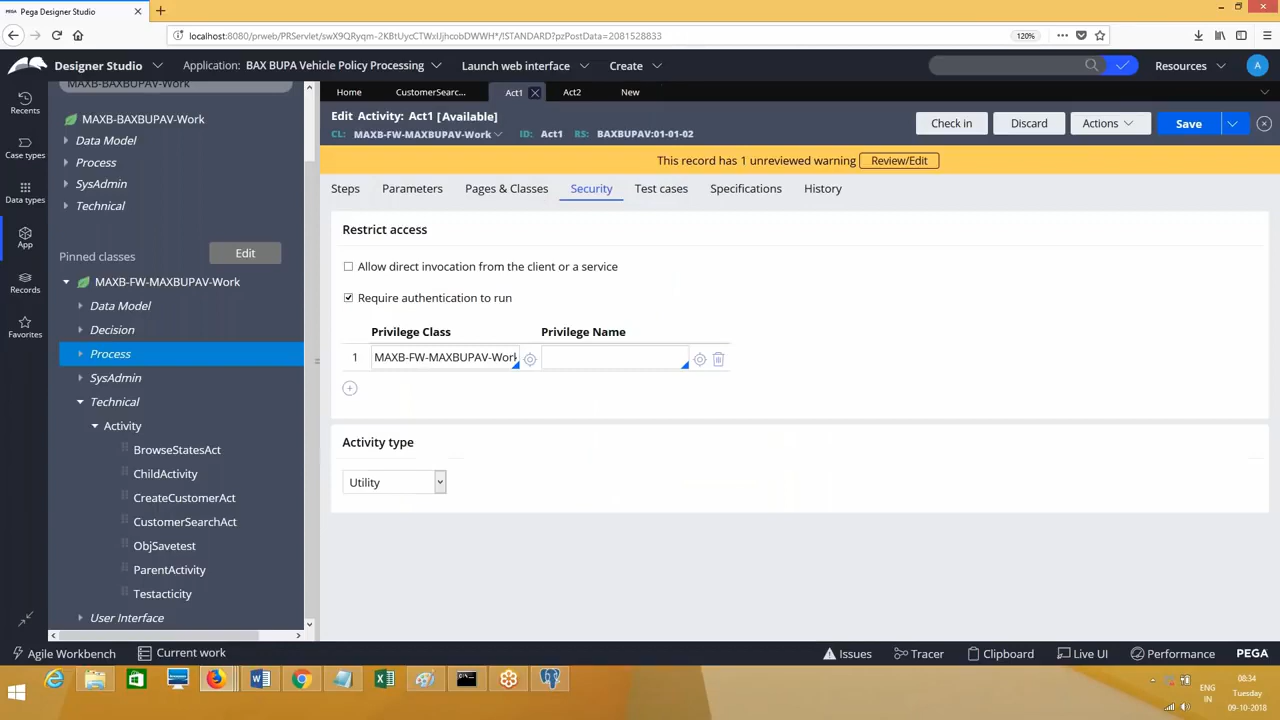 Pega Designer Studio
localhost:8080/prweb/PRServlet/swX9QRyqm-2KBtUycCTWxIJjhcobDWWH*/!STANDARD?pzPostData=2081528833
120%
Designer Studio
Application: BAX BUPA Vehicle Policy Processing
Launch web interface
Create
Resources
A
Recents
Case types
Data types
App
Records
Favorites
MAXB-BAXBUPAV-Work
MAXB-BAXBUPAV-Work
Data Model
Process
SysAdmin
Technical
Pinned classes
Edit
MAXB-FW-MAXBUPAV-Work
Data Model
Decision
Process
SysAdmin
Technical
Activity
BrowseStatesAct
ChildActivity
CreateCustomerAct
CustomerSearchAct
ObjSavetest
ParentActivity
Testacticity
User Interface
Home
CustomerSearc...
Act1
Act2
New
Edit Activity: Act1 [Available]
CL: MAXB-FW-MAXBUPAV-Work ID: Act1 RS: BAXBUPAV:01-01-02
Check in
Discard
Actions
Save
This record has 1 unreviewed warning Review/Edit
Steps
Parameters
Pages & Classes
Security
Test cases
Specifications
History
Restrict access
Allow direct invocation from the client or a service
Require authentication to run
Privilege Class Privilege Name
1 MAXB-FW-MAXBUPAV-Work
Activity type
Utility
Agile Workbench
Current work
Issues
Tracer
Clipboard
Live UI
Performance
PEGA
ENG
IN
08:34
Tuesday
09-10-2018